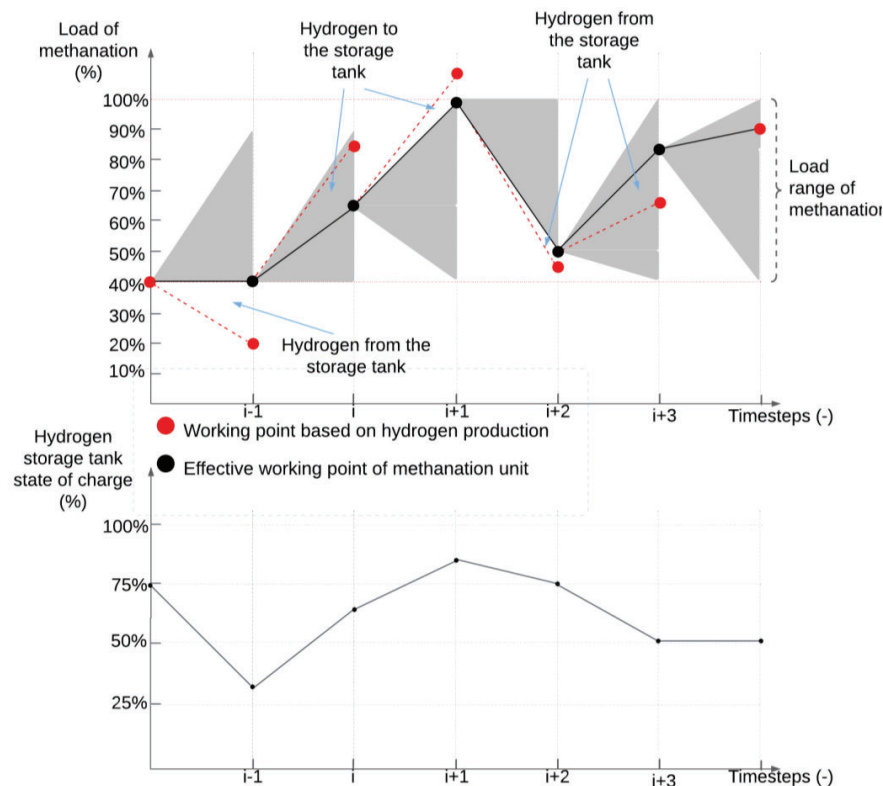 Load of
methanation
(%)
Hydrogen to
the storage
tank
Hydrogen from
the storage
tank
100%
90%
80%
70%
60%
50%
40%
30%
20%
10%
Load
range of
methanation
Hydrogen from the
storage tank
i-1
i
i+1
i+2
i+3
Timesteps (-)
Working point based on hydrogen production
Effective working point of methanation unit
Hydrogen
storage tank
state of charge
(%)
100%
75%
50%
25%
i-1
i
i+1
i+2
i+3
Timesteps (-)